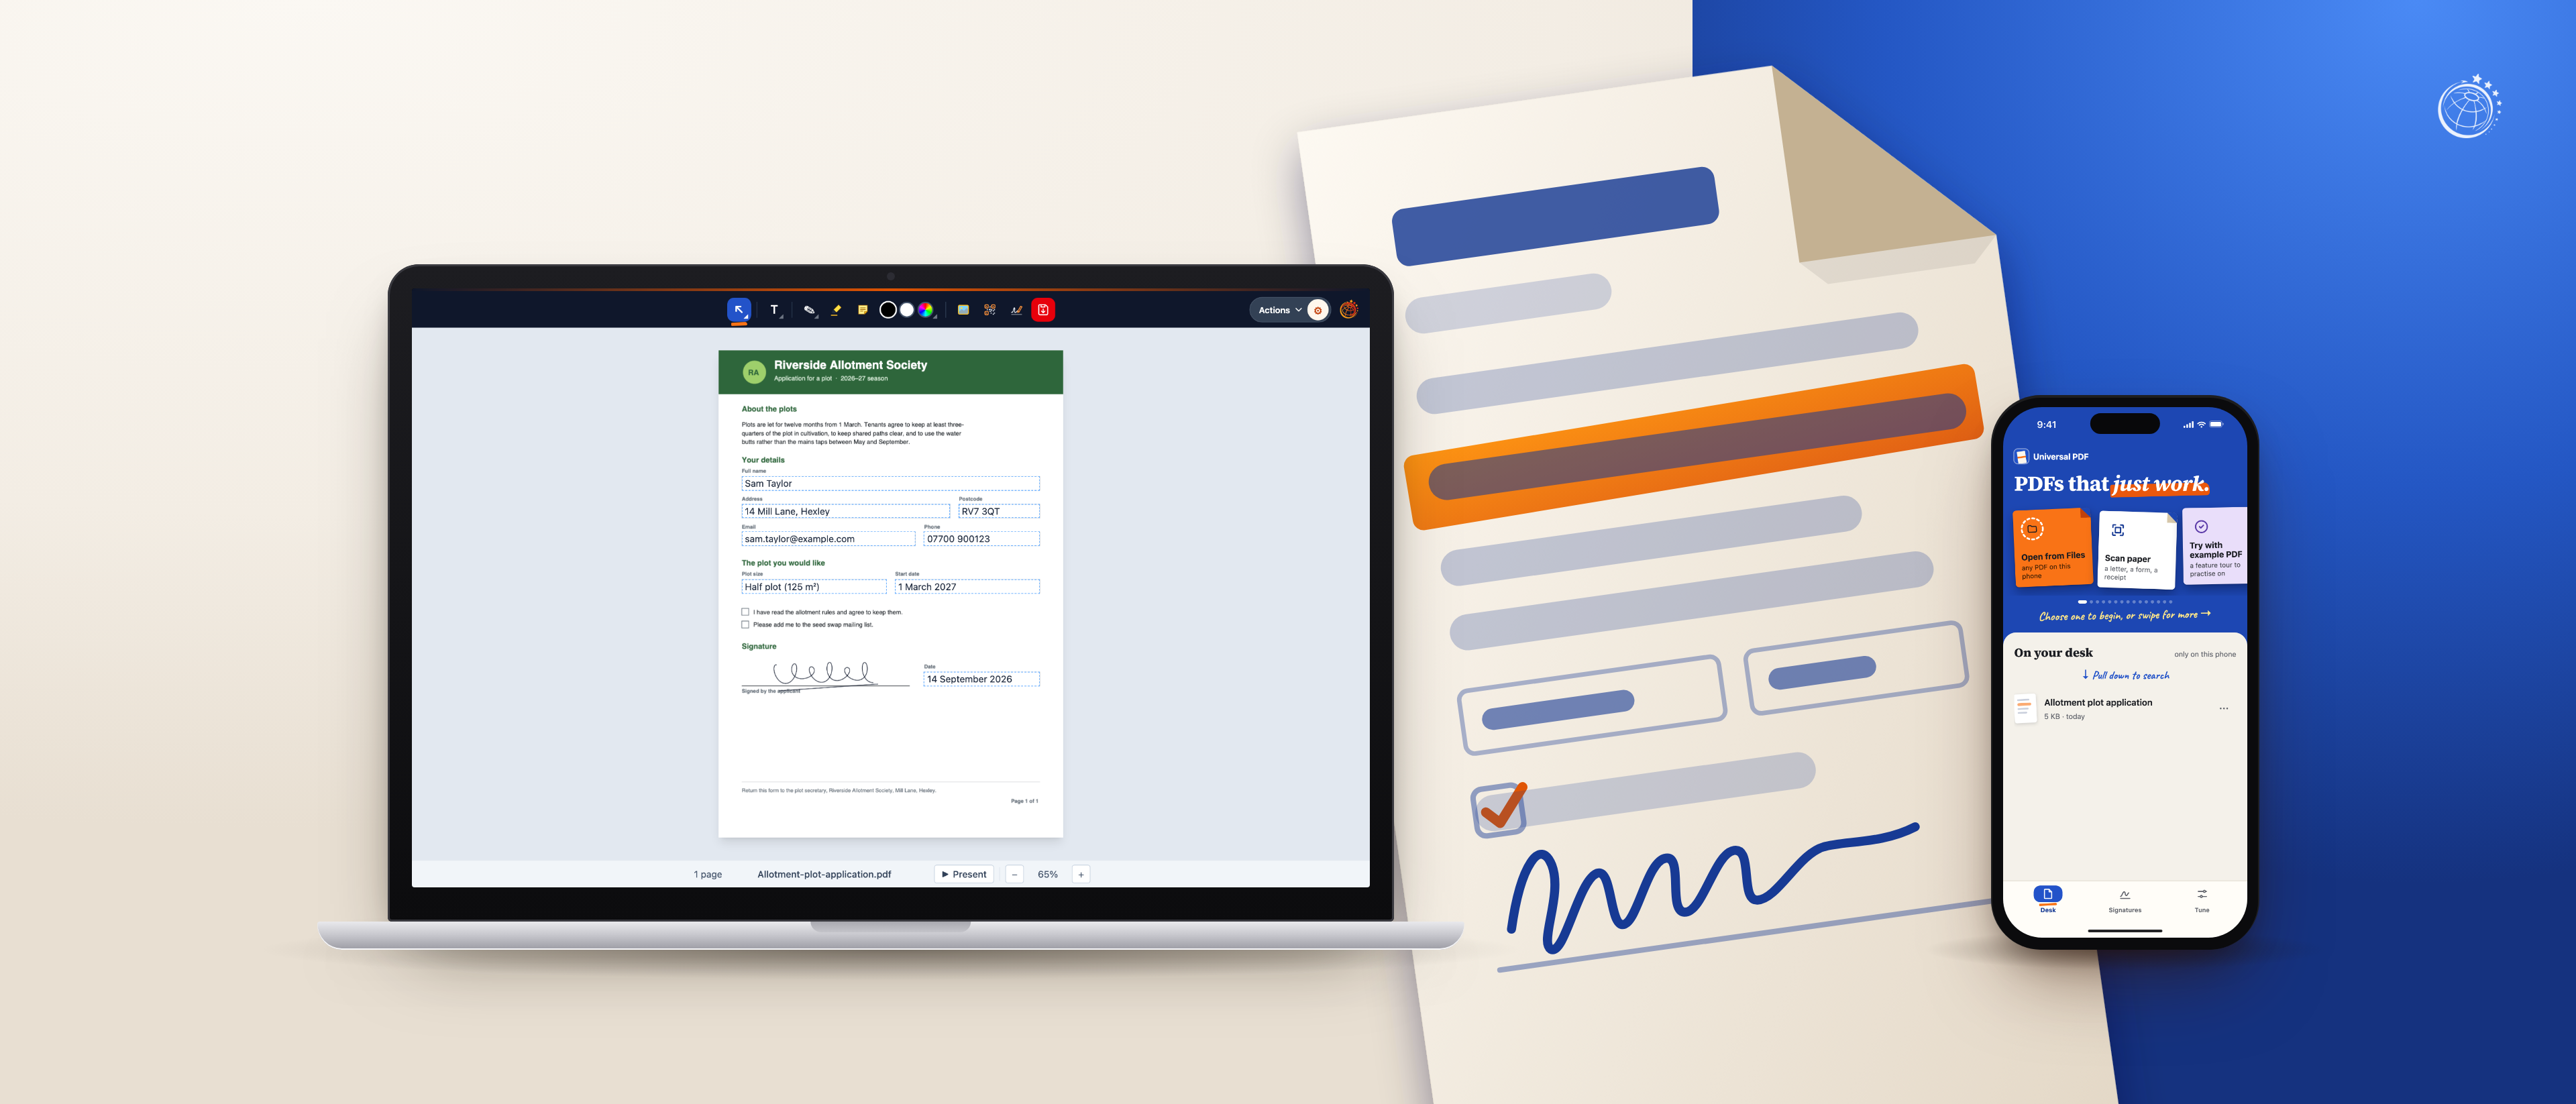 T
Actions
RA
Riverside Allotment Society
Application for a plot · 2026–27 season
About the plots
Plots are let for twelve months from 1 March. Tenants agree to keep at least three-
quarters of the plot in cultivation, to keep shared paths clear, and to use the water
butts rather than the mains taps between May and September.
Your details
Full name
Sam Taylor
Address
Postcode
14 Mill Lane, Hexley
RV7 3QT
Email
Phone
sam.taylor@example.com
07700 900123
The plot you would like
Plot size
Start date
Half plot (125 m²)
1 March 2027
I have read the allotment rules and agree to keep them.
Please add me to the seed swap mailing list.
Signature
Date
14 September 2026
Signed by the applicant
Return this form to the plot secretary, Riverside Allotment Society, Mill Lane, Hexley.
Page 1 of 1
1 page
Allotment-plot-application.pdf
Present
−
65%
+
9:41
Universal PDF
PDFs that just work.
Open from Files
any PDF on this
phone
Scan paper
a letter, a form, a
receipt
Try with
example PDF
a feature tour to
practise on
Choose one to begin, or swipe for more →
On your desk
only on this phone
↓ Pull down to search
Allotment plot application
5 KB · today
Desk
Signatures
Tune